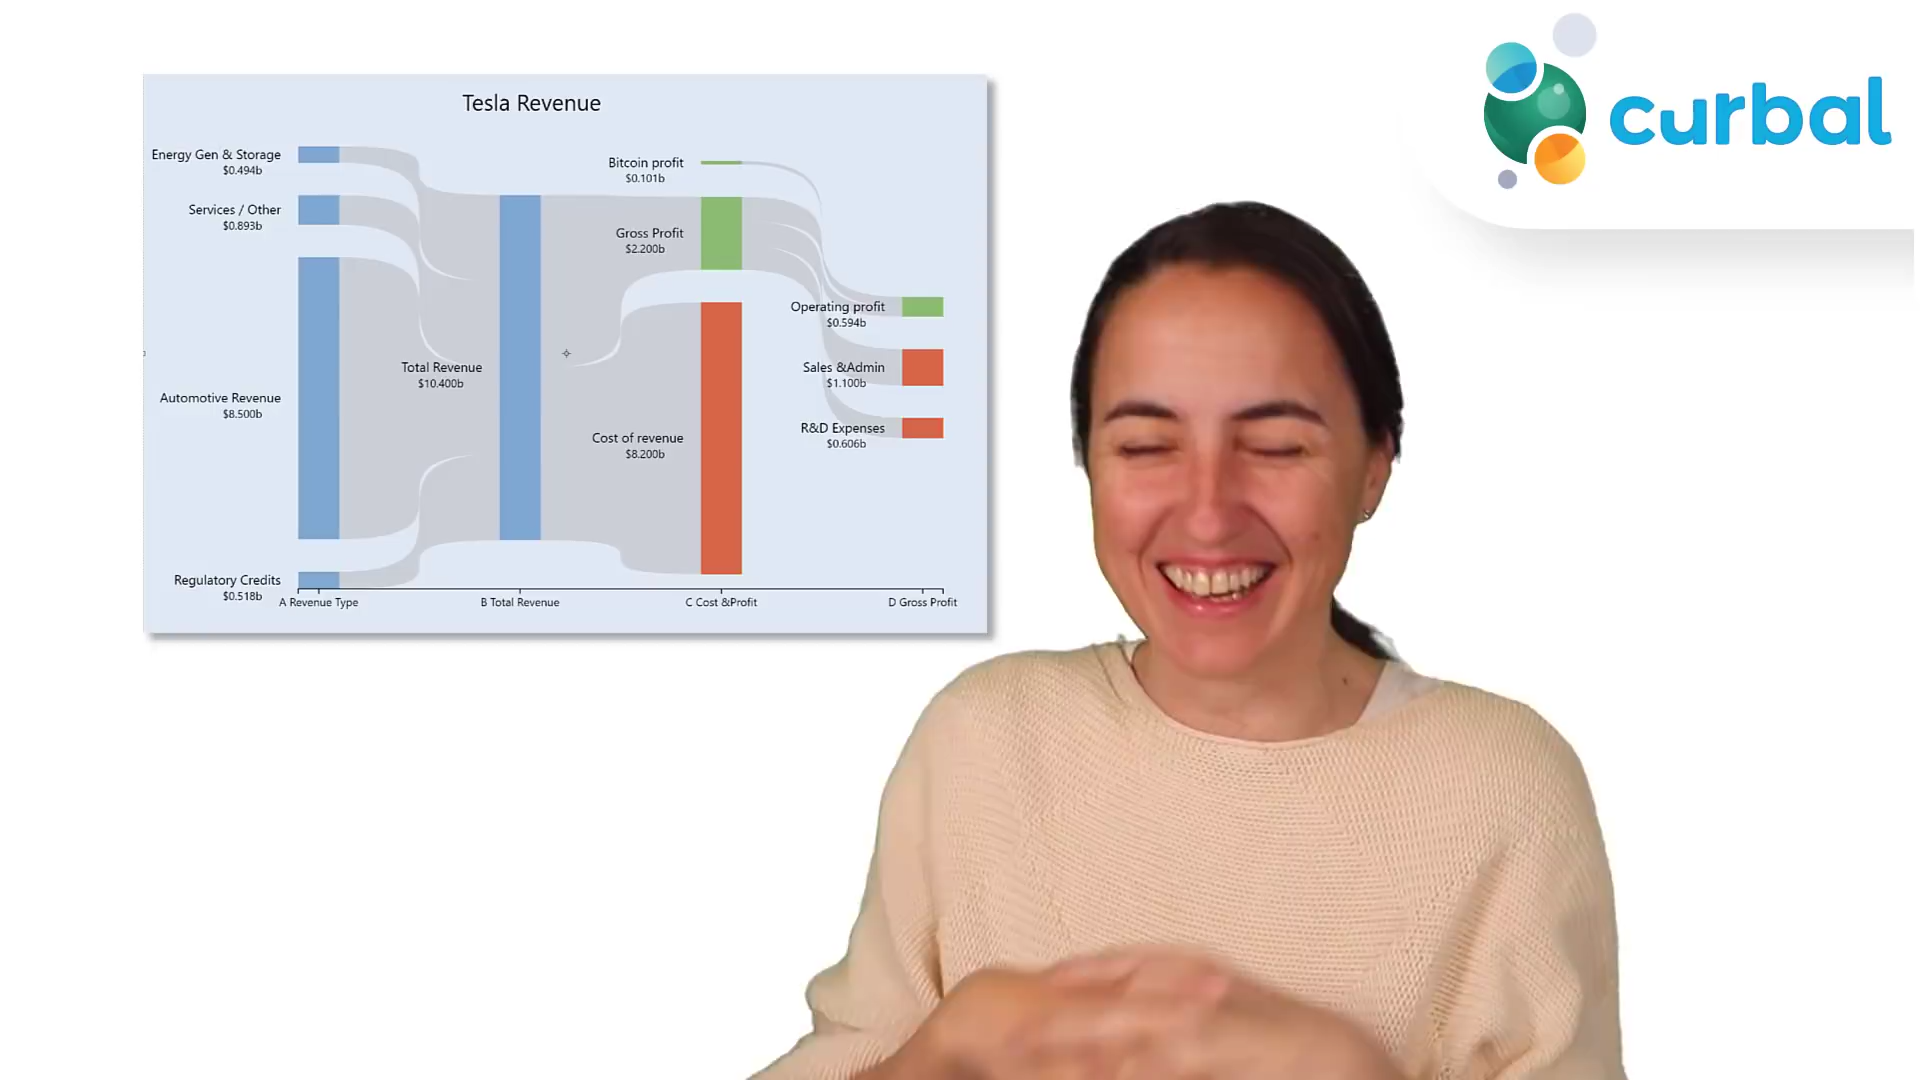 curbal
Tesla Revenue
Energy Gen & Storage
$0.494b
Services / Other
$0.893b
Automotive Revenue
$8.500b
Regulatory Credits
$0.518b
Total Revenue
$10.400b
Bitcoin profit
$0.101b
Gross Profit
$2.200b
Cost of revenue
$8.200b
Operating profit
$0.594b
Sales &Admin
$1.100b
R&D Expenses
$0.606b
A Revenue Type
B Total Revenue
C Cost &Profit
D Gross Profit